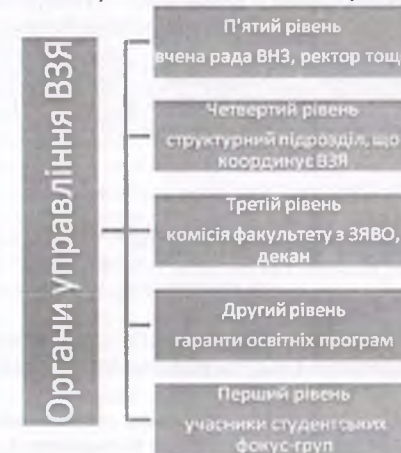 Органи управління ВЗЯ
П'ятий рівень
вчена рада ВНЗ, ректор тощ
Четвертий рівень
структурний підрозділ, що
координує ВЗЯ
Третій рівень
комісія факультету з ЗЯВО,
декан
Другий рівень
гаранти освітніх програм
Перший рівень
учасники студентських
фокус-груп